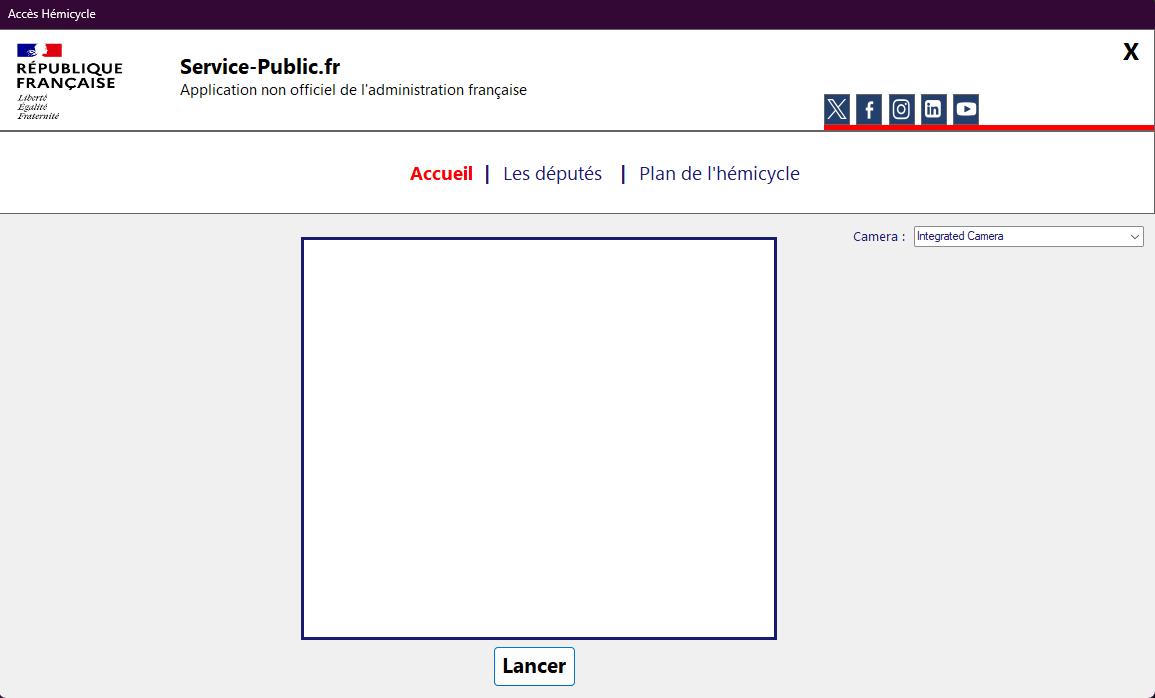 Accès Hémicycle
X
RÉPUBLIQUE
FRANÇAISE
Liberté
Égalité
Fraternité
Service-Public.fr
Application non officiel de l'administration française
Accueil | Les députés | Plan de l'hémicycle
Camera : Integrated Camera
Lancer